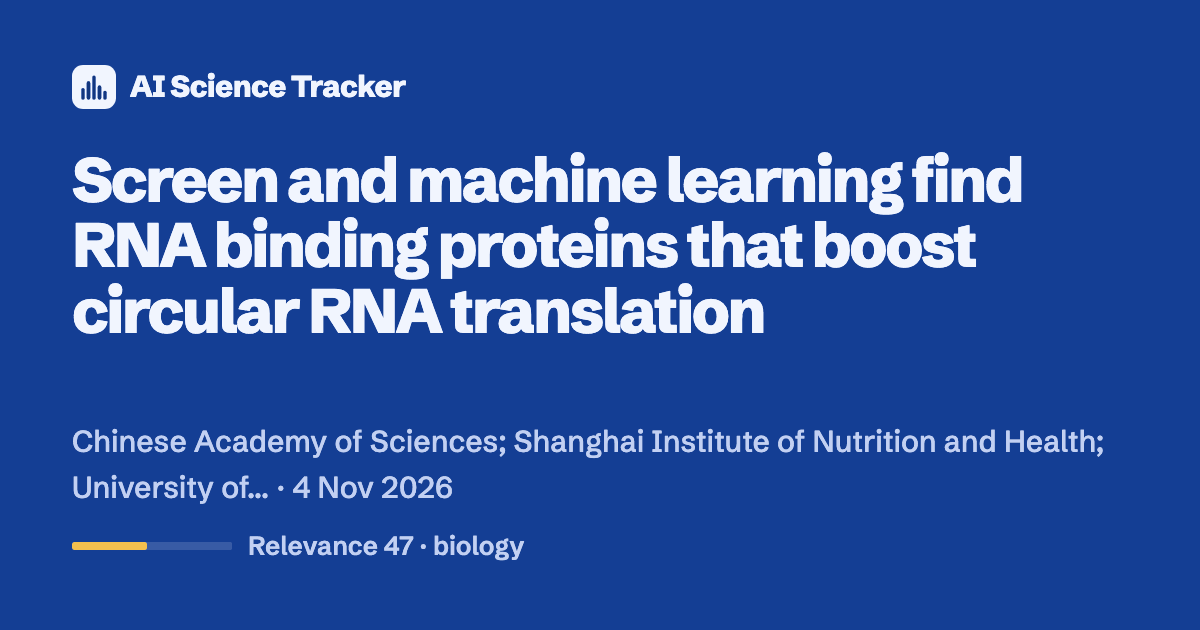 AI Science Tracker
Screen and machine learning find
RNA binding proteins that boost
circular RNA translation
Chinese Academy of Sciences; Shanghai Institute of Nutrition and Health;
University of... · 4 Nov 2026
Relevance 47 · biology